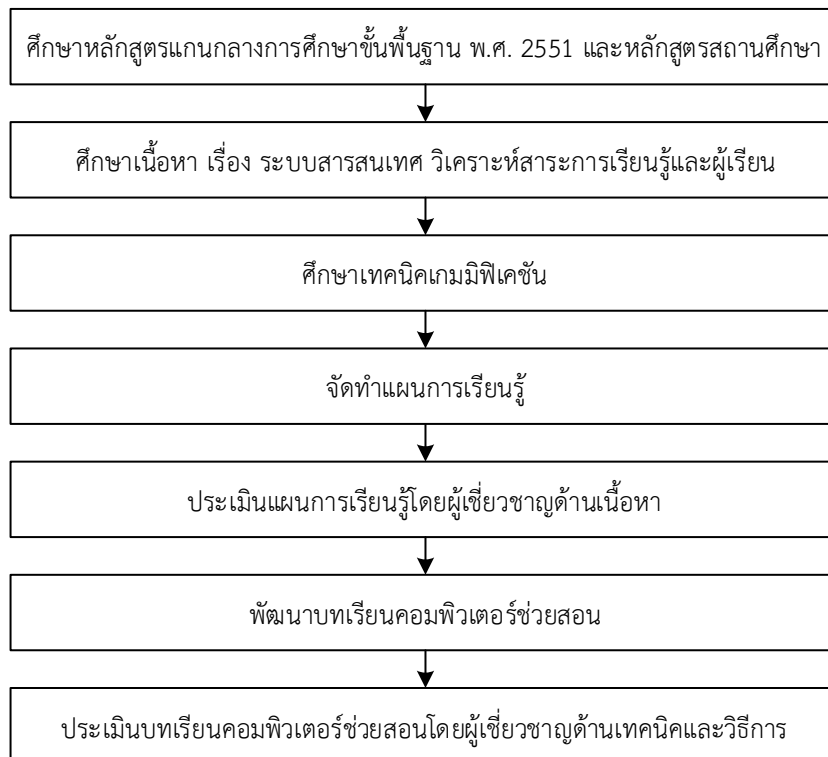 ศึกษาหลักสูตรแกนกลางการศึกษาขั้นพื้นฐาน พ.ศ. 2551 และหลักสูตรสถานศึกษา
ศึกษาเนื้อหา เรื่อง ระบบสารสนเทศ วิเคราะห์สาระการเรียนรู้และผู้เรียน
ศึกษาเทคนิคเกมมิฟิเคชัน
จัดทำแผนการเรียนรู้
ประเมินแผนการเรียนรู้โดยผู้เชี่ยวชาญด้านเนื้อหา
พัฒนาบทเรียนคอมพิวเตอร์ช่วยสอน
ประเมินบทเรียนคอมพิวเตอร์ช่วยสอนโดยผู้เชี่ยวชาญด้านเทคนิคและวิธีการ